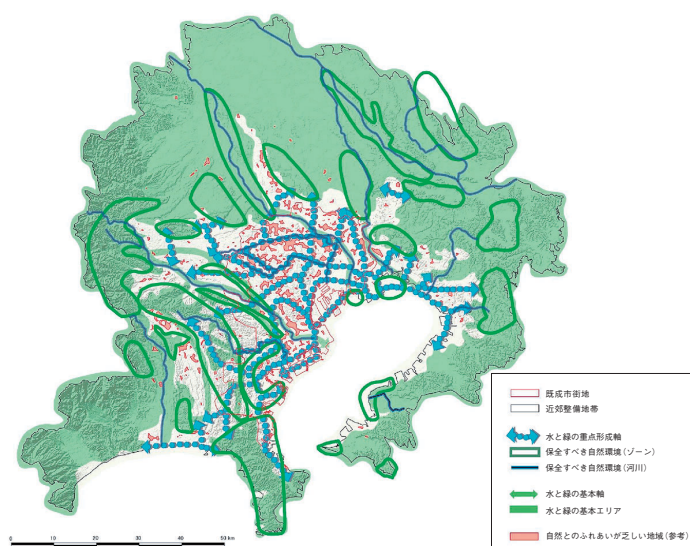 既成市街地
近郊整備地帯
水と緑の重点形成軸
保全すべき自然環境(ゾーン)
保全すべき自然環境(河川)
水と緑の基本軸
水と緑の基本エリア
自然とのふれあいが乏しい地域(参考)
0 10 20 30 40 50 km